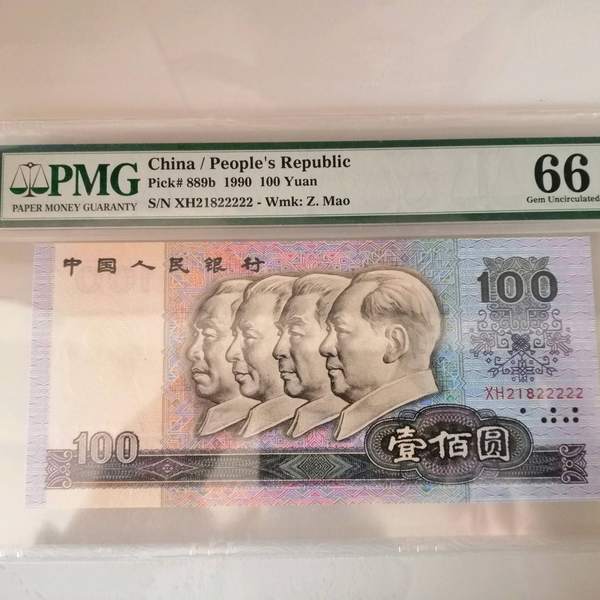 PMG
PAPER MONEY GUARANTY
China / People's Republic
Pick# 889b 1990 100 Yuan
S/N XH21822222 - Wmk: Z. Mao
66
Gem Uncirculated
中国人民银行
100
XH21822222
100
壹佰圆